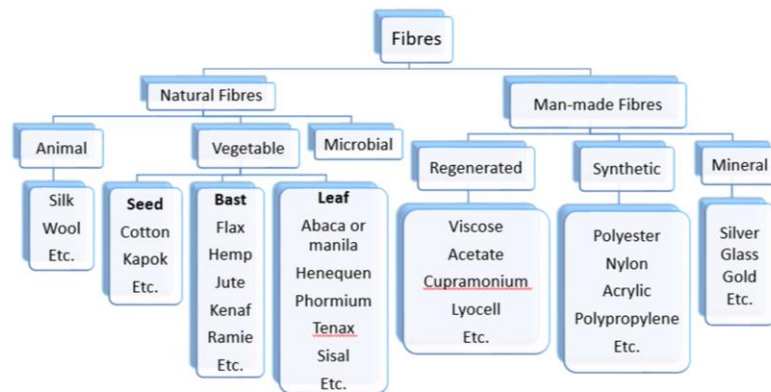 Fibres
Natural Fibres
Man-made Fibres
Animal
Vegetable
Microbial
Regenerated
Synthetic
Mineral
Silk
Wool
Etc.
Seed
Cotton
Kapok
Etc.
Bast
Flax
Hemp
Jute
Kenaf
Ramie
Etc.
Leaf
Abaca or
manila
Henequen
Phormium
Tenax
Sisal
Etc.
Viscose
Acetate
Cupramonium
Lyocell
Etc.
Polyester
Nylon
Acrylic
Polypropylene
Etc.
Silver
Glass
Gold
Etc.